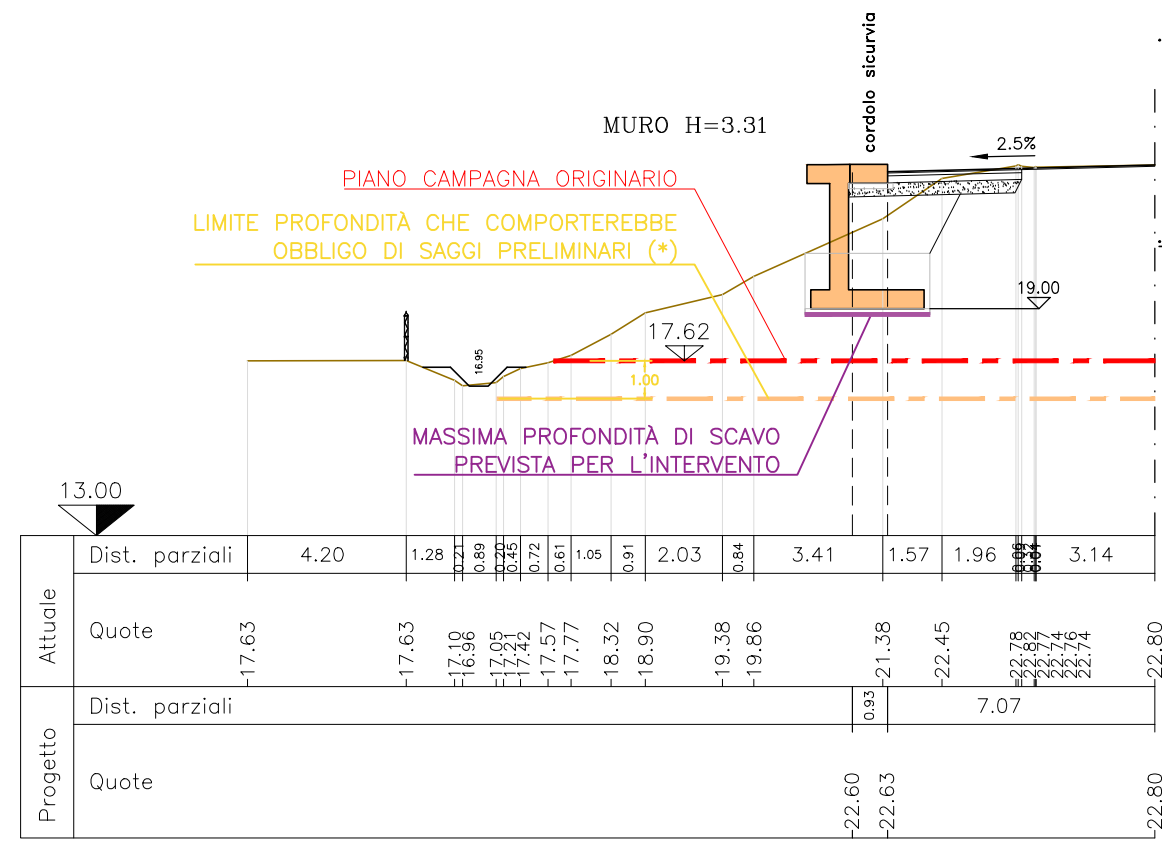 cordolo sicurvia
MURO H=3.31
2.5%
PIANO CAMPAGNA ORIGINARIO
LIMITE PROFONDITÀ CHE COMPORTEREBBE
OBBLIGO DI SAGGI PRELIMINARI (*)
19.00
17.62
16.95
1.00
MASSIMA PROFONDITÀ DI SCAVO
PREVISTA PER L'INTERVENTO
13.00
Attuale
Dist. parziali 4.20 1.28 0.21 0.89 0.20 0.45 0.72 0.61 1.05 0.91 2.03 0.84 3.41 1.57 1.96 3.14
Quote 17.63 17.63 17.10 16.96 17.05 17.21 17.42 17.57 17.77 18.32 18.90 19.38 19.86 21.38 22.45 22.78 22.82 22.77 22.74 22.76 22.74 22.80
Progetto
Dist. parziali 0.93 7.07
Quote 22.60 22.63 22.80